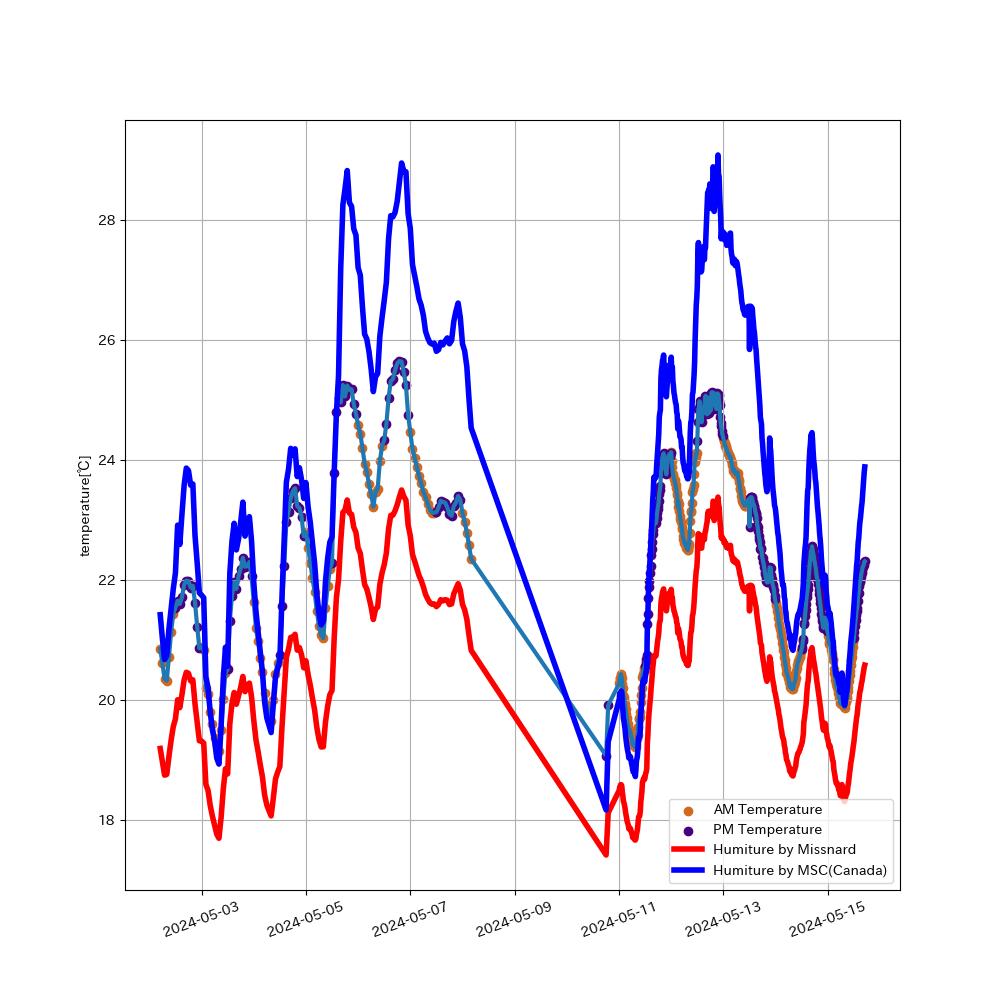 28
26
24
22
20
18
temperature[℃]
2024-05-03
2024-05-05
2024-05-07
2024-05-09
2024-05-11
2024-05-13
2024-05-15
AM Temperature
PM Temperature
Humiture by Missnard
Humiture by MSC(Canada)